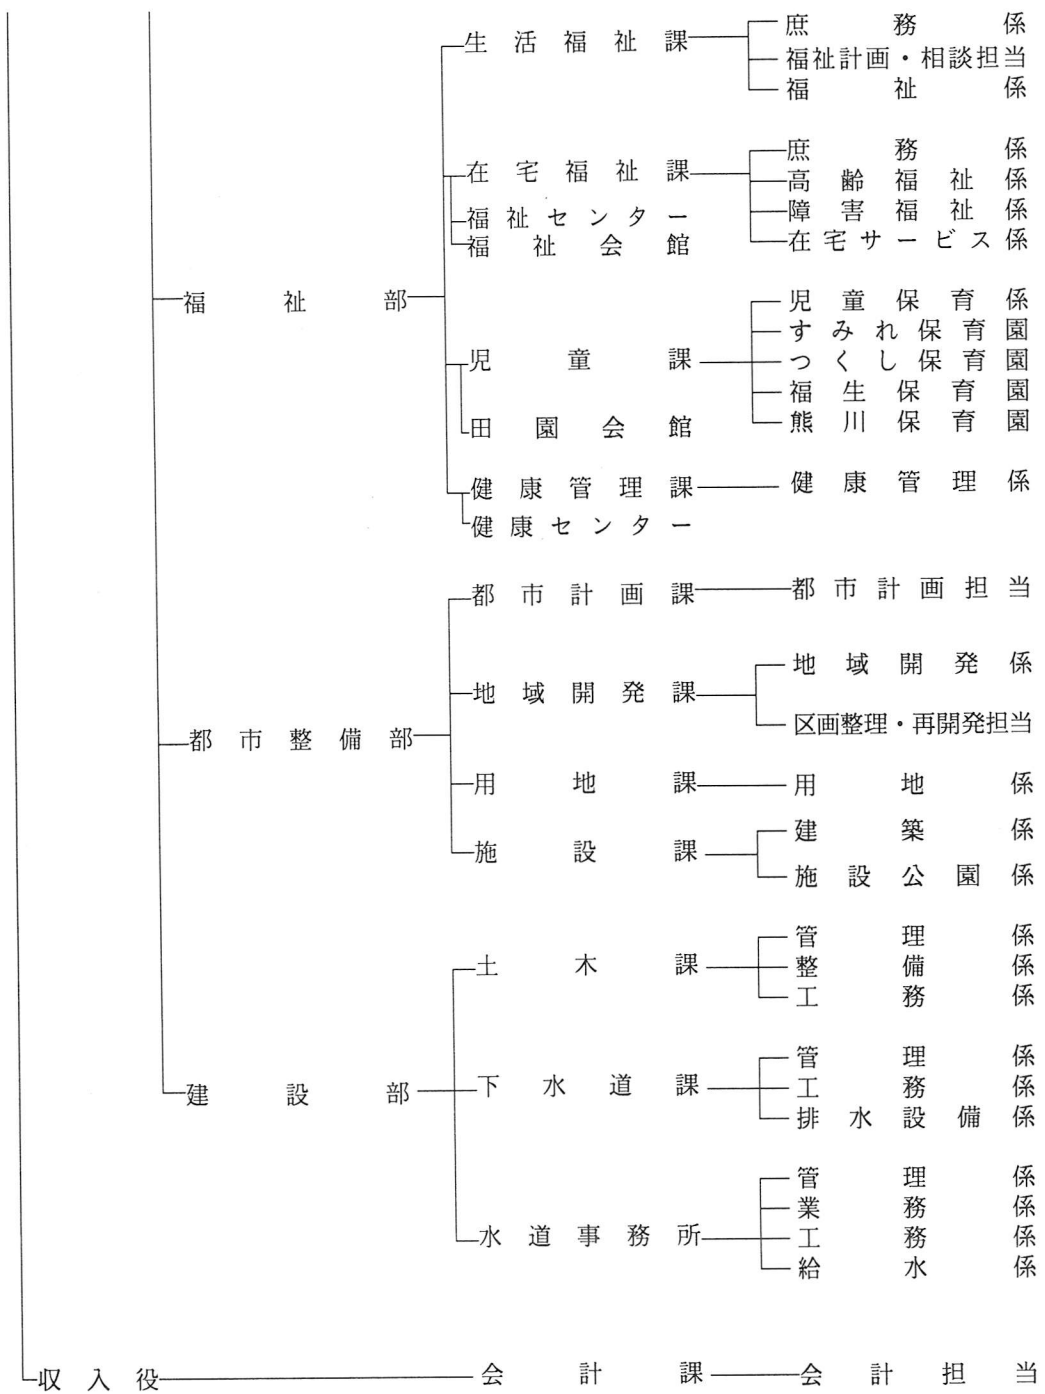 生活福祉課
庶務係
福祉計画・相談担当
福祉係
在宅福祉課
庶務係
高齢福祉係
障害福祉係
在宅サービス係
福祉センター
福祉会館
福祉部
児童課
児童保育係
すみれ保育園
つくし保育園
福生保育園
熊川保育園
田園会館
健康管理課
健康管理係
健康センター
都市計画課
都市計画担当
地域開発課
地域開発係
区画整理・再開発担当
都市整備部
用地課
用地係
施設課
建築係
施設公園係
土木課
管理係
整備係
工務係
建設部
下水道課
管理係
工務係
排水設備係
水道事務所
管理係
業務係
工務係
給水係
収入役
会計課
会計担当